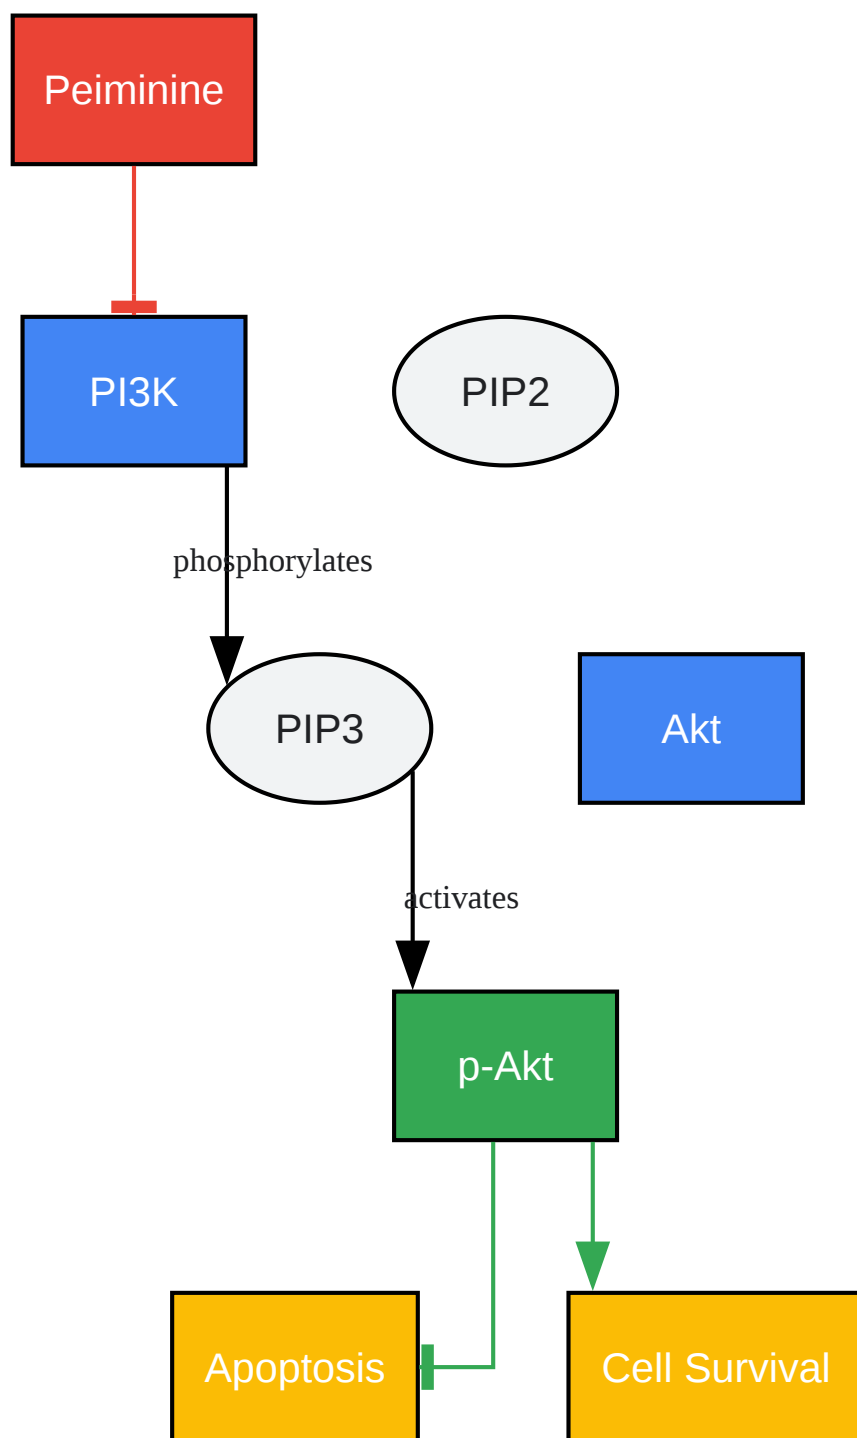 Peiminine
PI3K
PIP2
phosphorylates
PIP3
Akt
activates
p-Akt
Apoptosis
Cell Survival